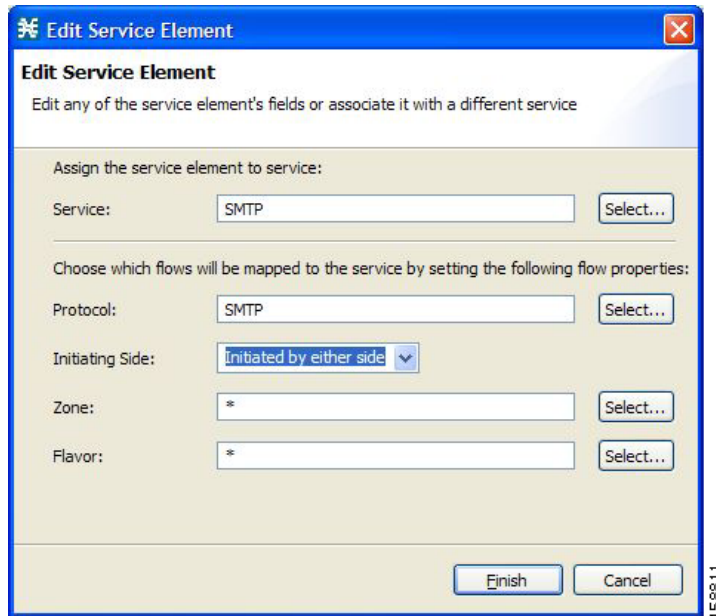 Edit Service Element
Edit Service Element
Edit any of the service element's fields or associate it with a different service
Assign the service element to service:
Service: SMTP Select...
Choose which flows will be mapped to the service by setting the following flow properties:
Protocol: SMTP Select...
Initiating Side: Initiated by either side
Zone: * Select...
Flavor: * Select...
Finish Cancel